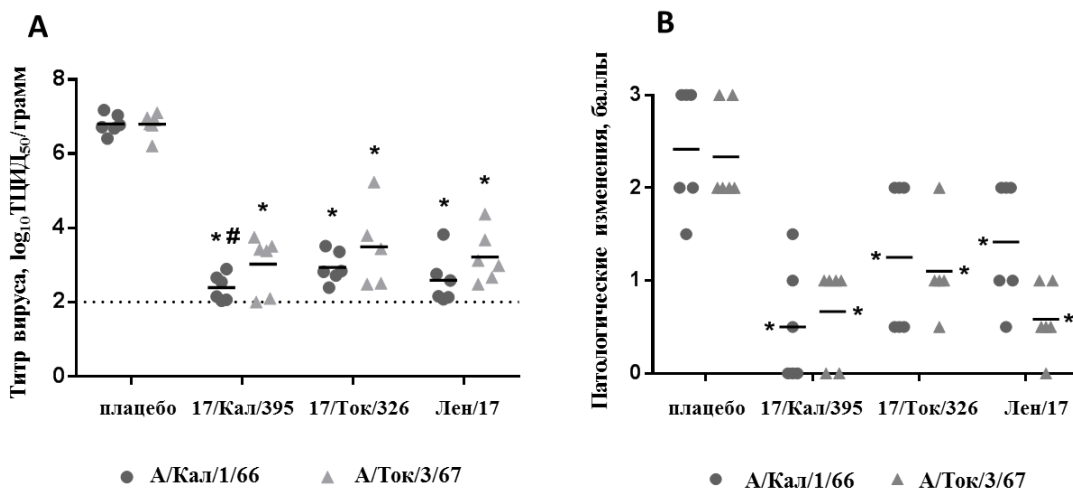 A
Титр вируса, log₁₀ТЦИД₅₀/грамм
8
6
4
2
0
* # * * * * *
плацебо 17/Кал/395 17/Ток/326 Лен/17
А/Кал/1/66 А/Ток/3/67
B
Патологические изменения, баллы
3
2
1
0
* * * * * *
плацебо 17/Кал/395 17/Ток/326 Лен/17
А/Кал/1/66 А/Ток/3/67